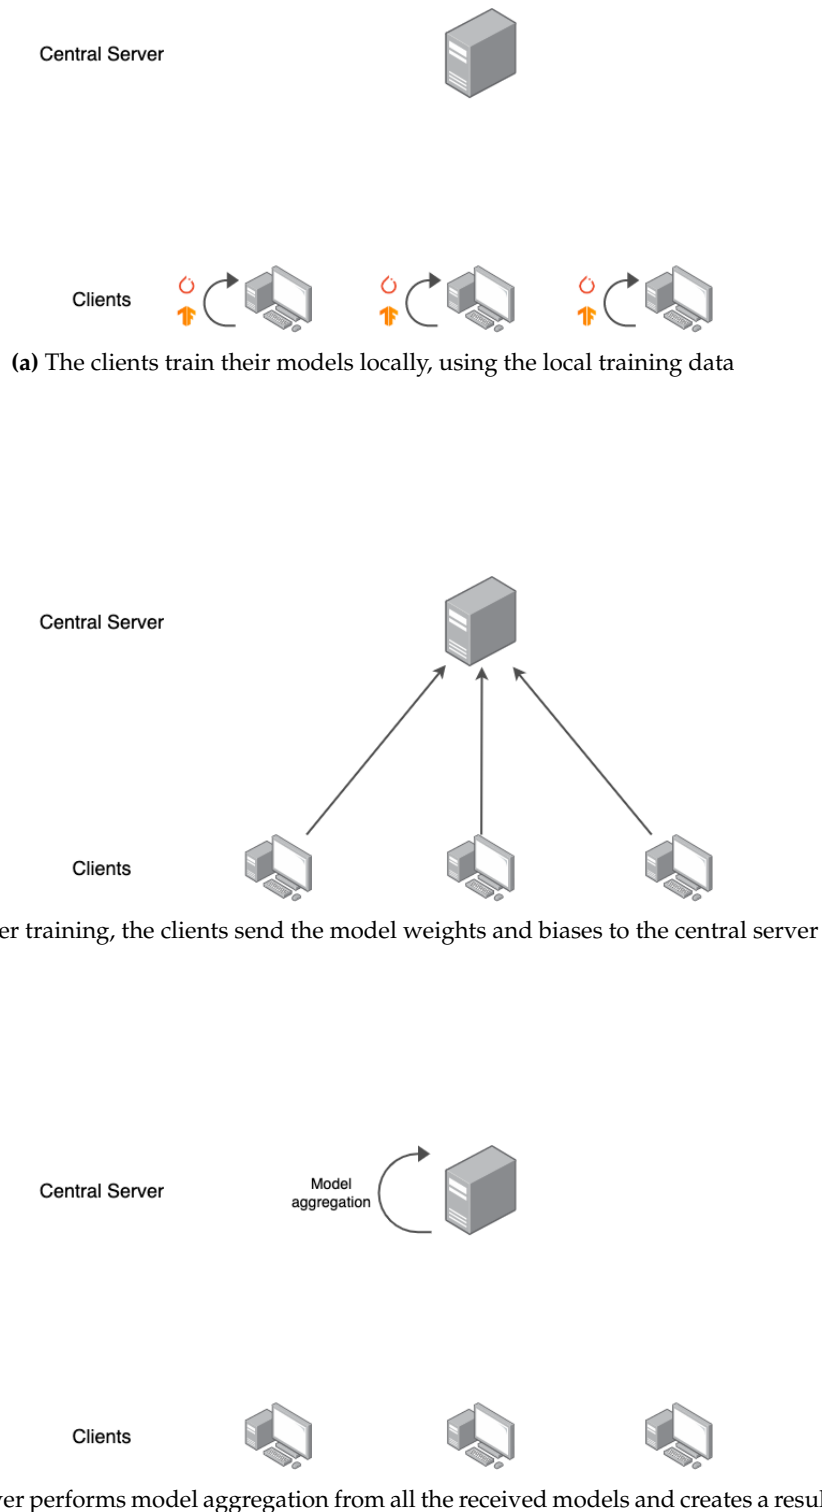 Central Server
Clients
(a) The clients train their models locally, using the local training data
Central Server
Clients
er training, the clients send the model weights and biases to the central server
Central Server
Model
aggregation
Clients
ver performs model aggregation from all the received models and creates a resul